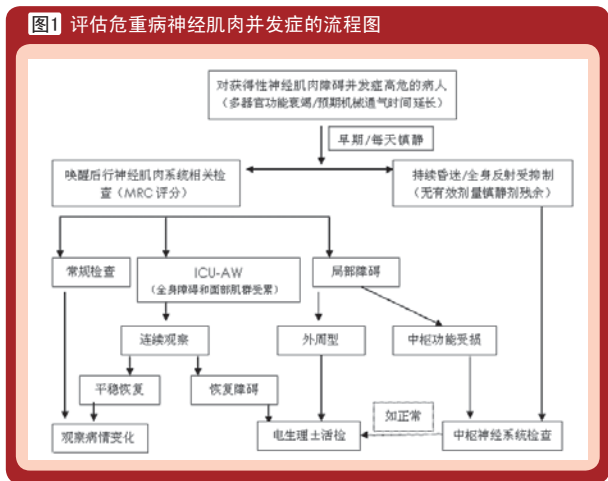 图1 评估危重病神经肌肉并发症的流程图
对获得性神经肌肉障碍并发症高危的病人
（多器官功能衰竭/预期机械通气时间延长）
早期/每天镇静
唤醒后行神经肌肉系统相关检
查（MRC 评分）
持续昏迷/全身反射受抑制
（无有效剂量镇静剂残余）
常规检查
ICU-AW
（全身障碍和面部肌群受累）
局部障碍
连续观察
外周型
中枢功能受损
平稳恢复
恢复障碍
观察病情变化
电生理±活检
如正常
中枢神经系统检查